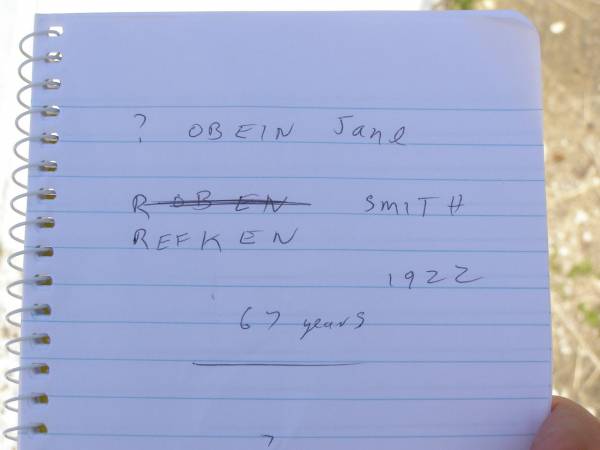 ? OBEIN Jane
ROBEN SMITH
REFKEN
1922
67 years
?